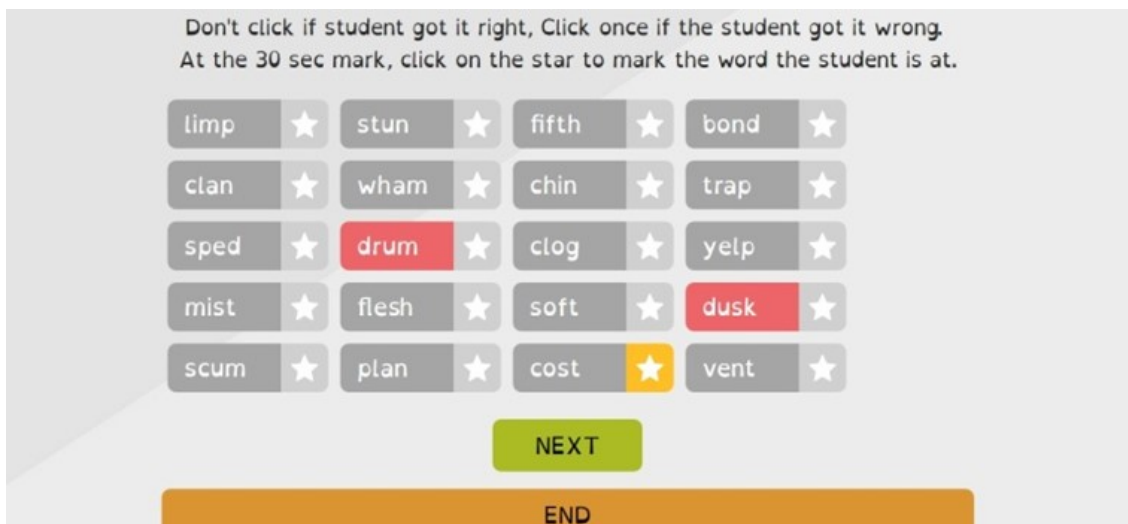 Don't click if student got it right, Click once if the student got it wrong.
At the 30 sec mark, click on the star to mark the word the student is at.
limp stun fifth bond
clan wham chin trap
sped drum clog yelp
mist flesh soft dusk
scum plan cost vent
NEXT
END